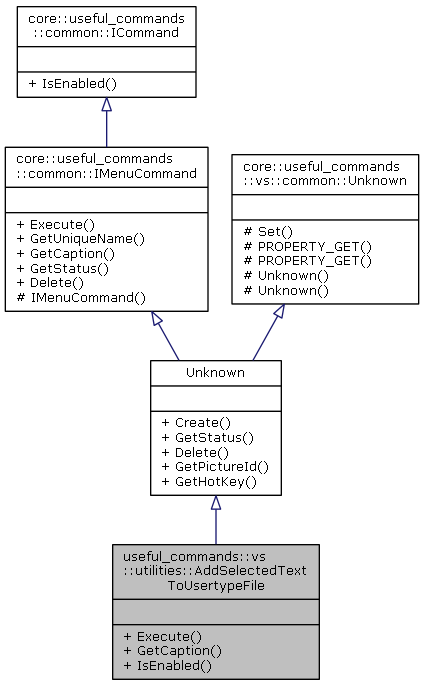 core::useful_commands
::common::ICommand
+ IsEnabled()
core::useful_commands
::common::IMenuCommand
+ Execute()
+ GetUniqueName()
+ GetCaption()
+ GetStatus()
+ Delete()
# IMenuCommand()
core::useful_commands
::vs::common::Unknown
# Set()
# PROPERTY_GET()
# PROPERTY_GET()
# Unknown()
# Unknown()
Unknown
+ Create()
+ GetStatus()
+ Delete()
+ GetPictureId()
+ GetHotKey()
useful_commands::vs
::utilities::AddSelectedText
ToUsertypeFile
+ Execute()
+ GetCaption()
+ IsEnabled()